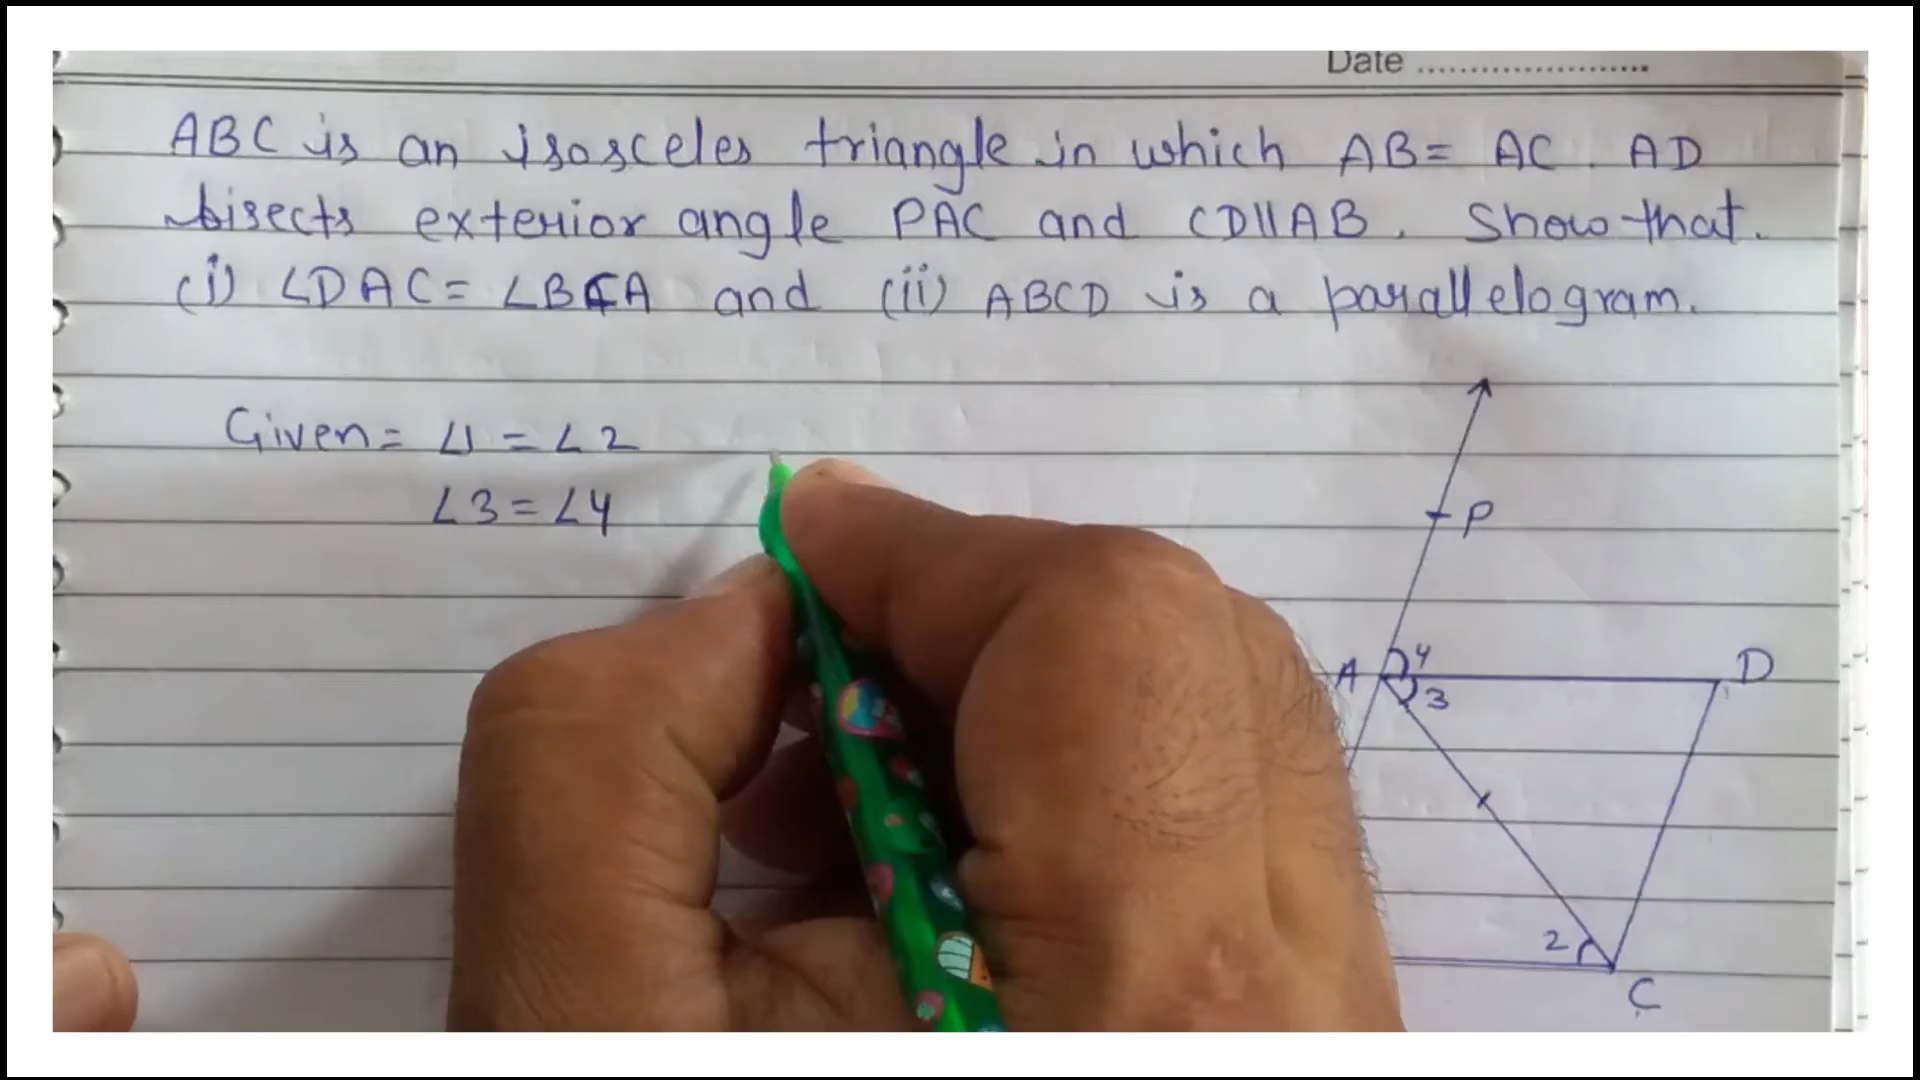 Date ........................
ABC is an isosceles triangle in which AB = AC. AD
bisects exterior angle PAC and CD||AB. Show that.
(i) ∠DAC = ∠BCA and (ii) ABCD is a parallelogram.
Given = ∠1 = ∠2
∠3 = ∠4
P
A
4
3
D
2
C